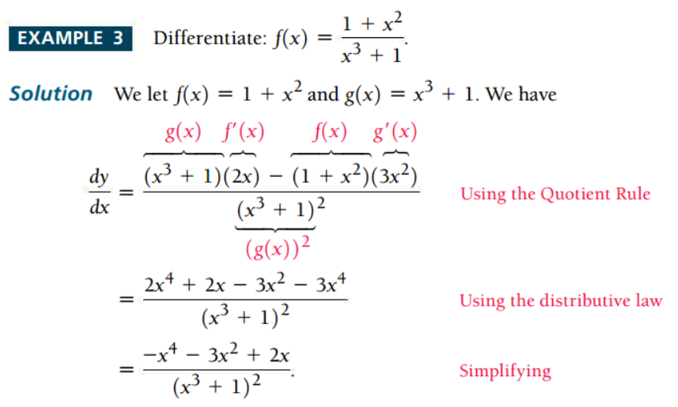 EXAMPLE 3 Differentiate: f(x) = \frac{1 + x^2}{x^3 + 1}.
Solution We let f(x) = 1 + x^2 and g(x) = x^3 + 1. We have
g(x) f'(x) f(x) g'(x)
\frac{dy}{dx} = \frac{(x^3 + 1)(2x) - (1 + x^2)(3x^2)}{(x^3 + 1)^2} Using the Quotient Rule
(g(x))^2
= \frac{2x^4 + 2x - 3x^2 - 3x^4}{(x^3 + 1)^2} Using the distributive law
= \frac{-x^4 - 3x^2 + 2x}{(x^3 + 1)^2}. Simplifying